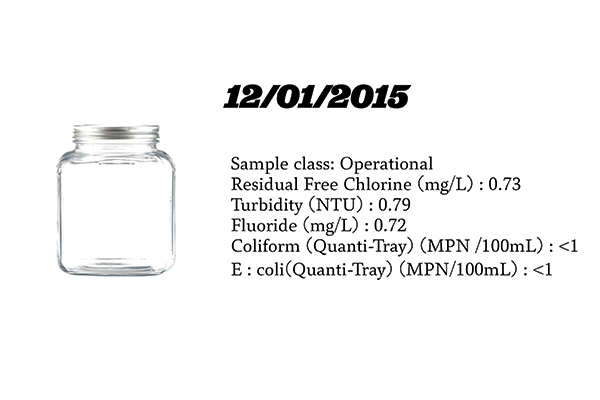 12/01/2015
Sample class: Operational
Residual Free Chlorine (mg/L) : 0.73
Turbidity (NTU) : 0.79
Fluoride (mg/L) : 0.72
Coliform (Quanti-Tray) (MPN /100mL) : <1
E : coli(Quanti-Tray) (MPN/100mL) : <1